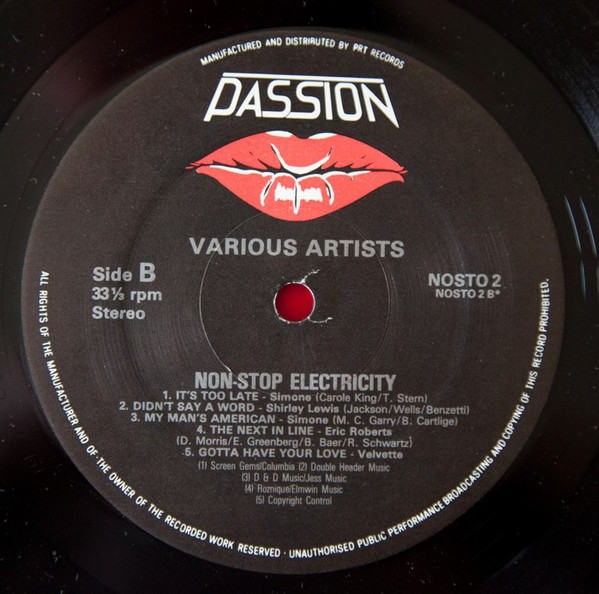 MANUFACTURED AND DISTRIBUTED BY PRT RECORDS
PASSION
VARIOUS ARTISTS
Side B
33⅓ rpm
Stereo
NOSTO 2
NOSTO 2 B*
NON-STOP ELECTRICITY
1. IT'S TOO LATE - Simone (Carole King/T. Stern)
2. DIDN'T SAY A WORD - Shirley Lewis (Jackson/Wells/Benzetti)
3. MY MAN'S AMERICAN - Simone (M. C. Garry/B. Cartlige)
4. THE NEXT IN LINE - Eric Roberts
(D. Morris/E. Greenberg/B. Baer/R. Schwartz)
5. GOTTA HAVE YOUR LOVE - Velvette
(1) Screen Gems/Columbia (2) Double Header Music
(3) D & D Music/Jess Music
(4) Roznique/Elmwin Music
(5) Copyright Control
ALL RIGHTS OF THE MANUFACTURER AND OF THE OWNER OF THE RECORDED WORK RESERVED · UNAUTHORISED PUBLIC PERFORMANCE BROADCASTING AND COPYING OF THIS RECORD PROHIBITED.